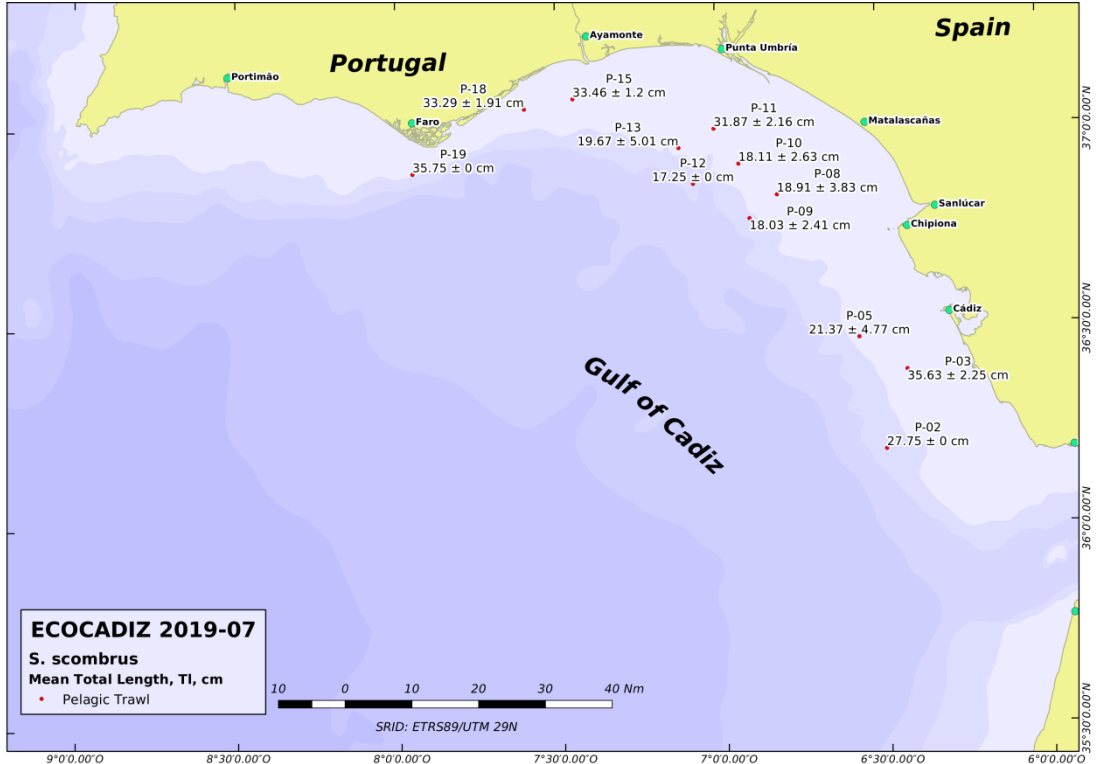 Spain
Portugal
Ayamonte
Punta Umbría
Portimão
P-18
33.29 ± 1.91 cm
P-15
33.46 ± 1.2 cm
Faro
P-11
31.87 ± 2.16 cm
Matalascañas
P-13
19.67 ± 5.01 cm
P-10
18.11 ± 2.63 cm
P-19
35.75 ± 0 cm
P-12
17.25 ± 0 cm
P-08
18.91 ± 3.83 cm
Sanlúcar
P-09
18.03 ± 2.41 cm
Chipiona
Cádiz
P-05
21.37 ± 4.77 cm
P-03
35.63 ± 2.25 cm
Gulf of Cadiz
P-02
27.75 ± 0 cm
37°0'0.00"N
36°30'0.00"N
36°0'0.00"N
35°30'0.00"N
ECOCADIZ 2019-07
S. scombrus
Mean Total Length, Tl, cm
Pelagic Trawl
10 0 10 20 30 40 Nm
SRID: ETRS89/UTM 29N
9°0'0.00"O 8°30'0.00"O 8°0'0.00"O 7°30'0.00"O 7°0'0.00"O 6°30'0.00"O 6°0'0.00"O